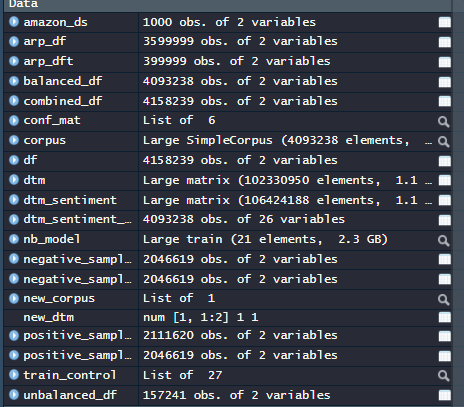 Data
amazon_ds 1000 obs. of 2 variables
arp_df 3599999 obs. of 2 variables
arp_dft 399999 obs. of 2 variables
balanced_df 4093238 obs. of 2 variables
combined_df 4158239 obs. of 2 variables
conf_mat List of 6
corpus Large SimpleCorpus (4093238 elements, …
df 4158239 obs. of 2 variables
dtm Large matrix (102330950 elements, 1.1 …
dtm_sentiment Large matrix (106424188 elements, 1.1 …
dtm_sentiment_… 4093238 obs. of 26 variables
nb_model Large train (21 elements, 2.3 GB)
negative_sampl… 2046619 obs. of 2 variables
negative_sampl… 2046619 obs. of 2 variables
new_corpus List of 1
new_dtm num [1, 1:2] 1 1
positive_sampl… 2111620 obs. of 2 variables
positive_sampl… 2046619 obs. of 2 variables
train_control List of 27
unbalanced_df 157241 obs. of 2 variables